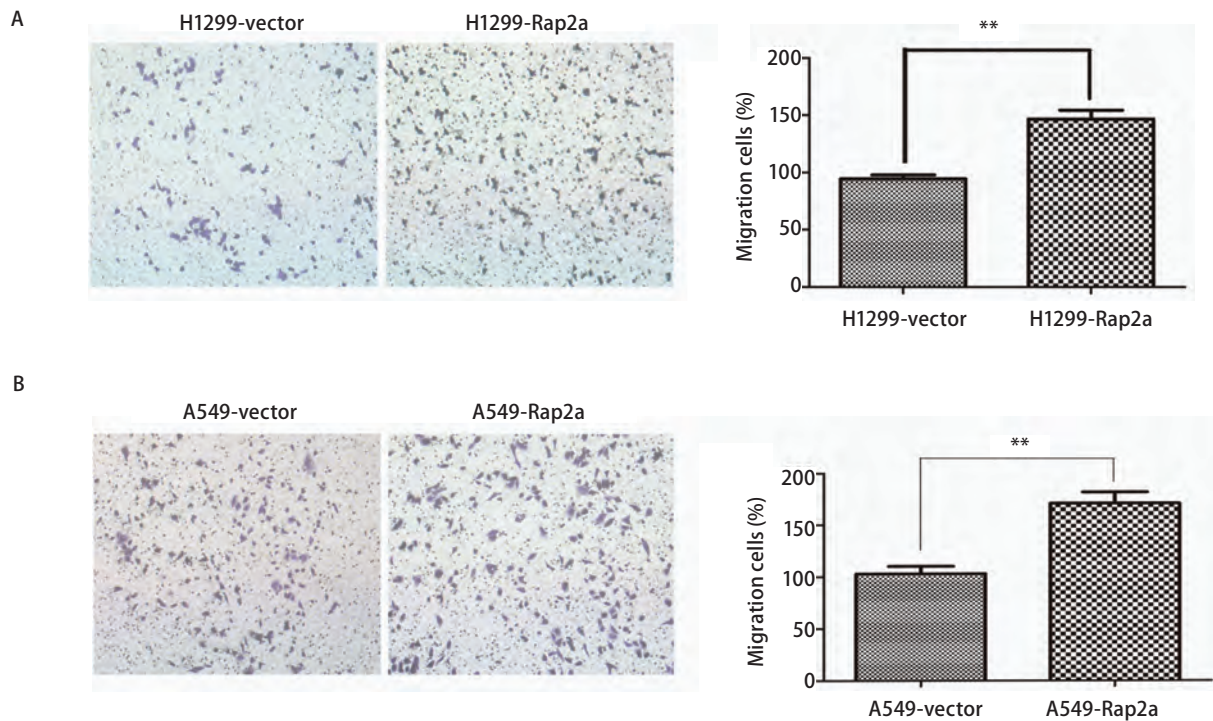 A
H1299-vector
H1299-Rap2a
**
200
150
100
50
0
Migration cells (%)
H1299-vector
H1299-Rap2a
B
A549-vector
A549-Rap2a
**
200
150
100
50
0
Migration cells (%)
A549-vector
A549-Rap2a